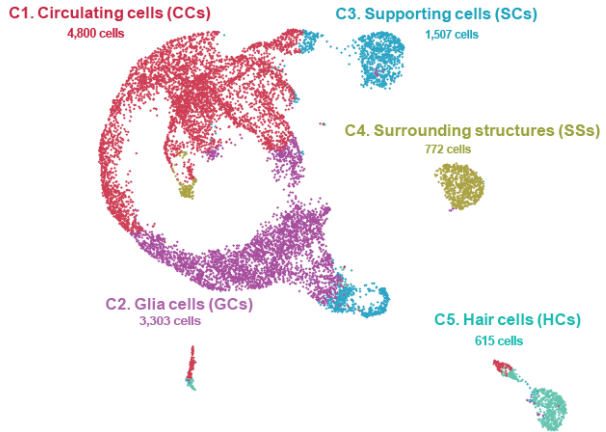 C1. Circulating cells (CCs)
4,800 cells
C3. Supporting cells (SCs)
1,507 cells
C4. Surrounding structures (SSs)
772 cells
C2. Glia cells (GCs)
3,303 cells
C5. Hair cells (HCs)
615 cells